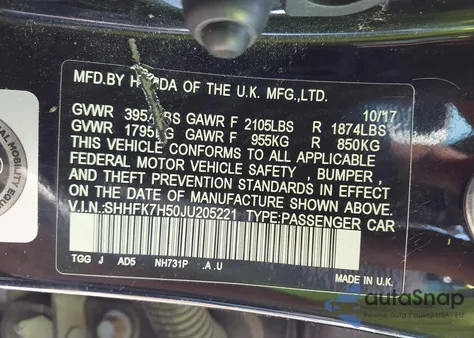 MFD.BY HONDA OF THE U.K. MFG.,LTD.
10/17
GVWR 395 LBS GAWR F 2105LBS R 1874LBS
GVWR 1795KG GAWR F 955KG R 850KG
THIS VEHICLE CONFORMS TO ALL APPLICABLE
FEDERAL MOTOR VEHICLE SAFETY , BUMPER ,
AND THEFT PREVENTION STANDARDS IN EFFECT
ON THE DATE OF MANUFACTURE SHOWN ABOVE.
V.I.N.:SHHFK7H50JU205221 TYPE:PASSENGER CAR
TGG J AD5 NH731P .A .U
MADE IN U.K.
autoSnap